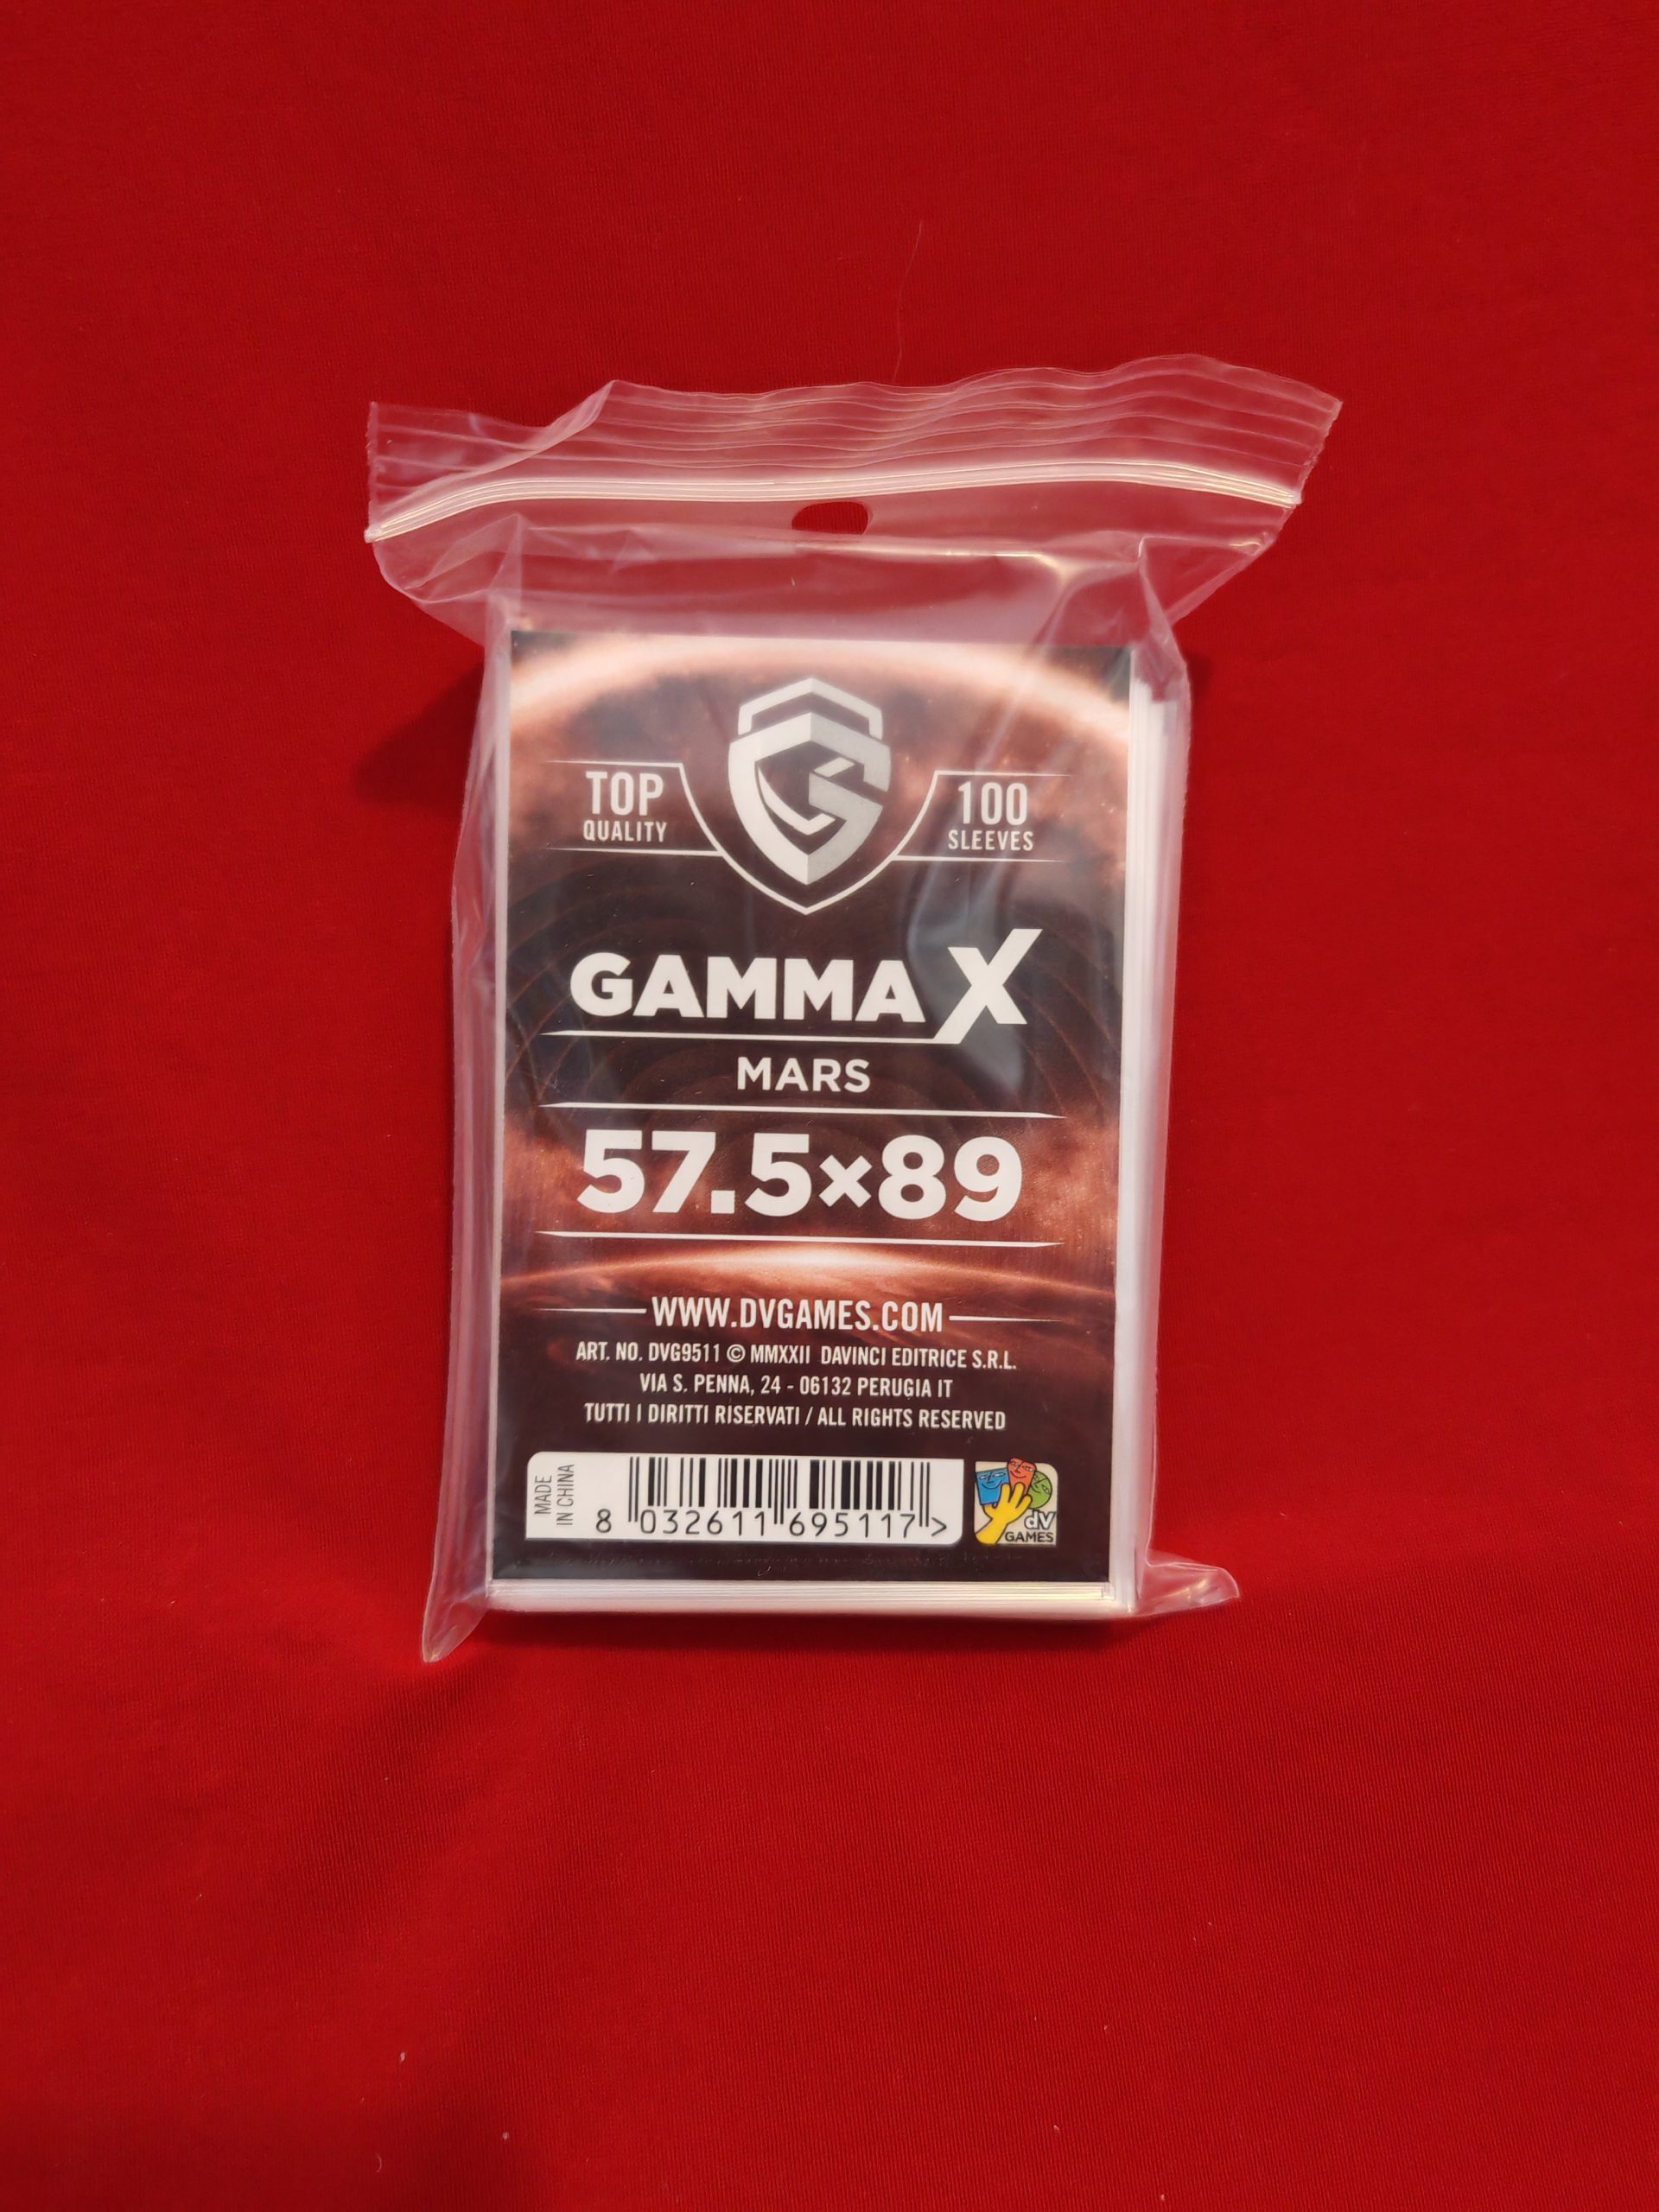 TOP
QUALITY
100
SLEEVES
GAMMA X
MARS
57.5×89
WWW.DVGAMES.COM
ART. NO. DVG9511 © MMXXII DAVINCI EDITRICE S.R.L.
VIA S. PENNA, 24 - 06132 PERUGIA IT
TUTTI I DIRITTI RISERVATI / ALL RIGHTS RESERVED
MADE
IN CHINA
8 032611 695117 >
dV
GAMES